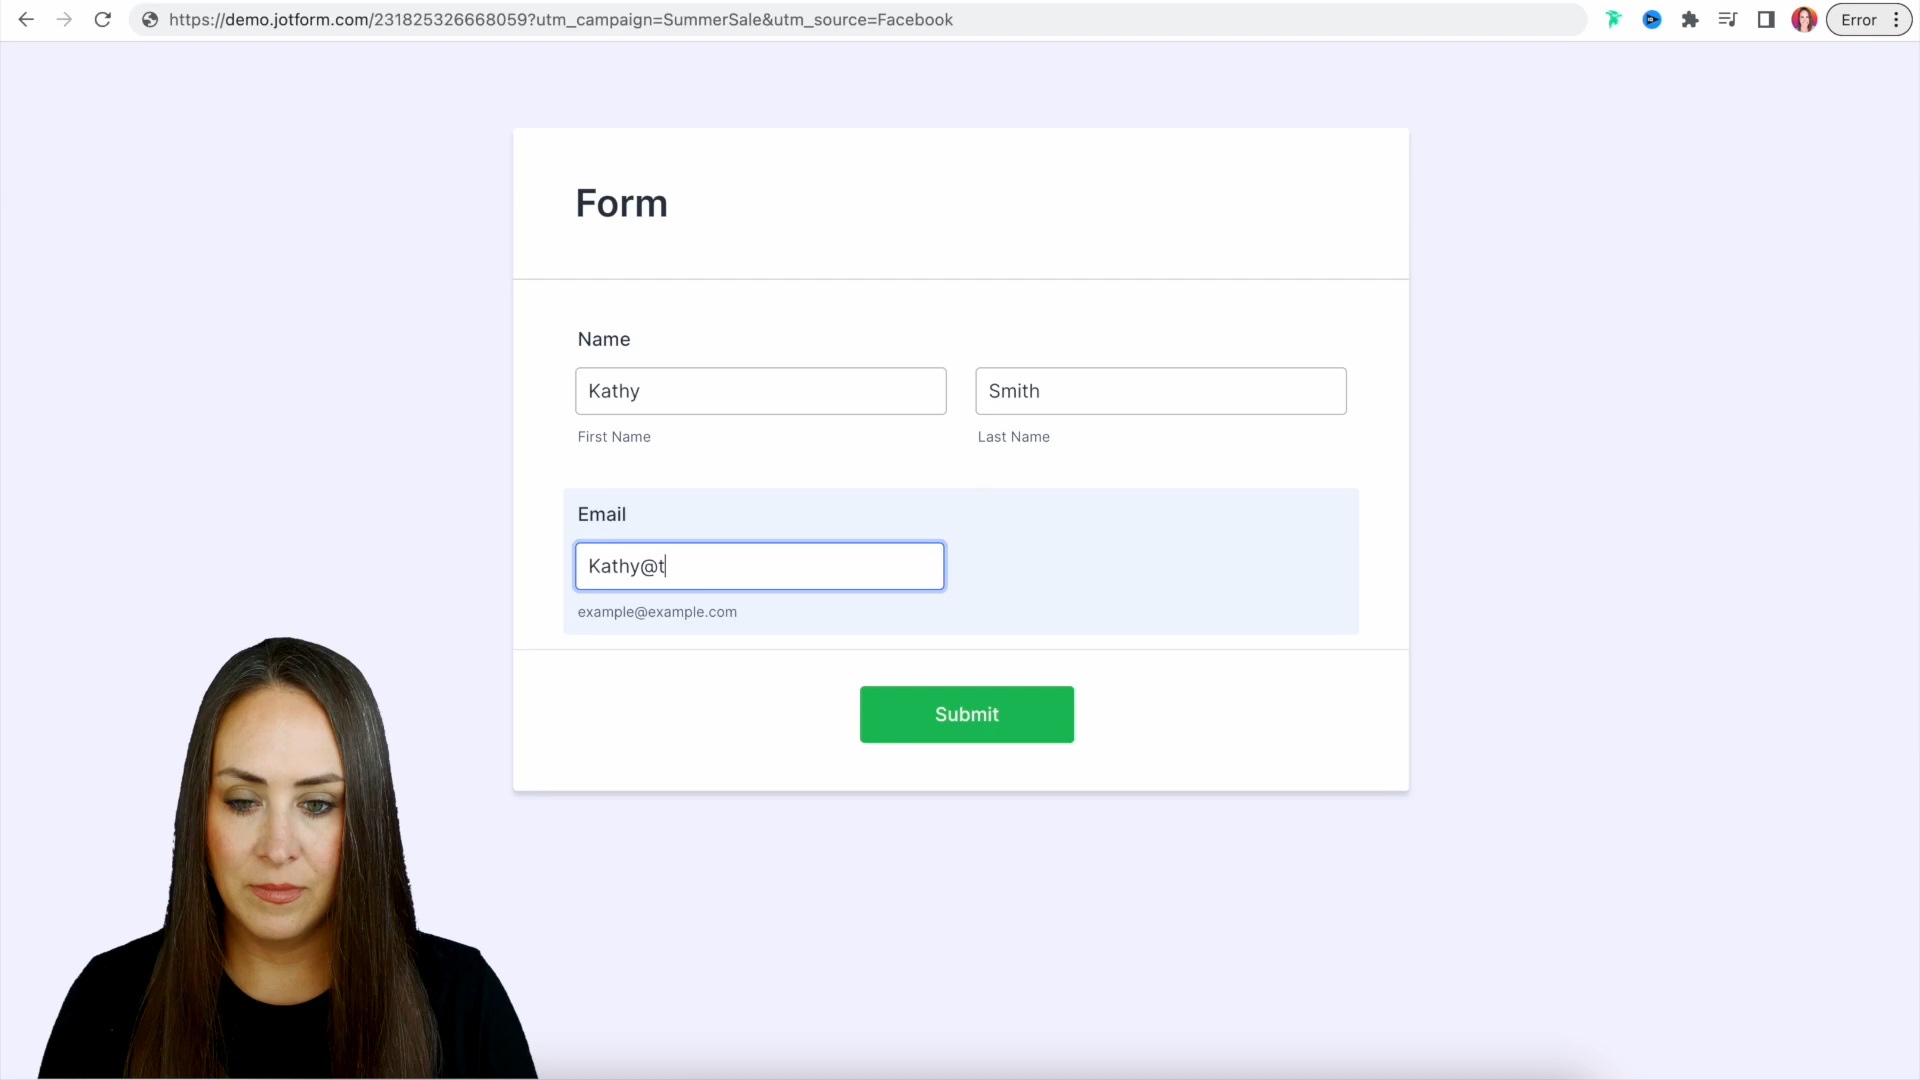 https://demo.jotform.com/231825326668059?utm_campaign=SummerSale&utm_source=Facebook
Error
Form
Name
Kathy
Smith
First Name
Last Name
Email
Kathy@t
example@example.com
Submit